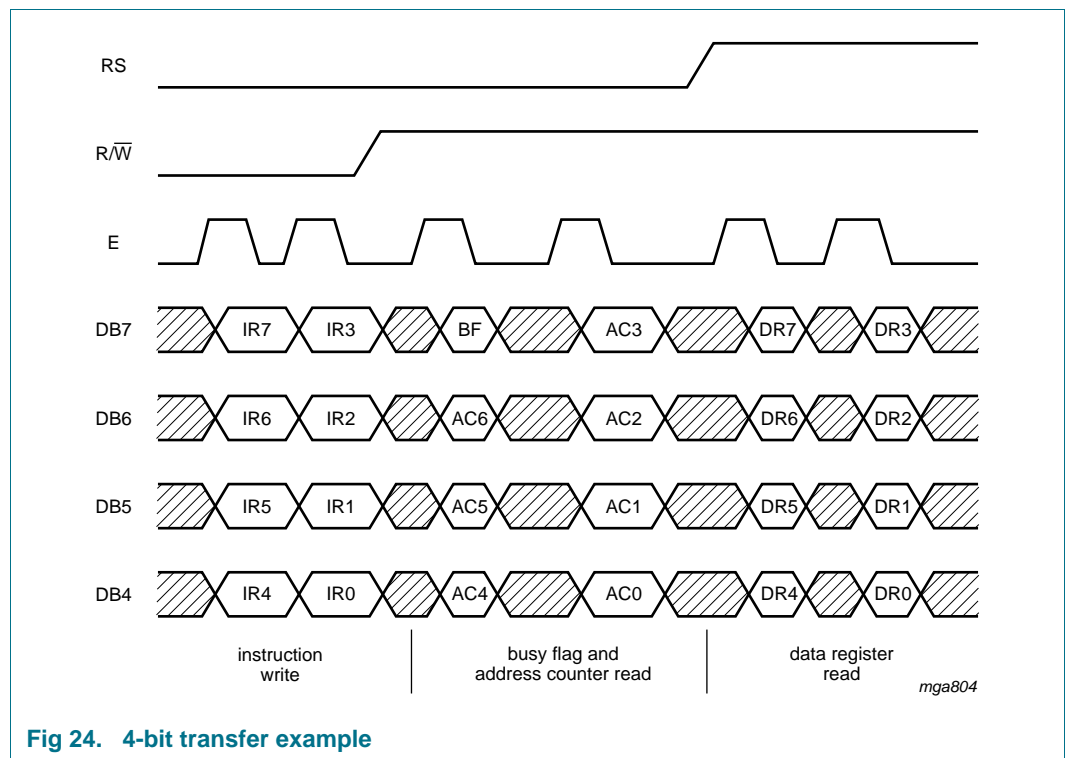 RS
R/W̅
E
DB7 IR7 IR3 BF AC3 DR7 DR3
DB6 IR6 IR2 AC6 AC2 DR6 DR2
DB5 IR5 IR1 AC5 AC1 DR5 DR1
DB4 IR4 IR0 AC4 AC0 DR4 DR0
instruction
write
busy flag and
address counter read
data register
read
mga804
Fig 24. 4-bit transfer example